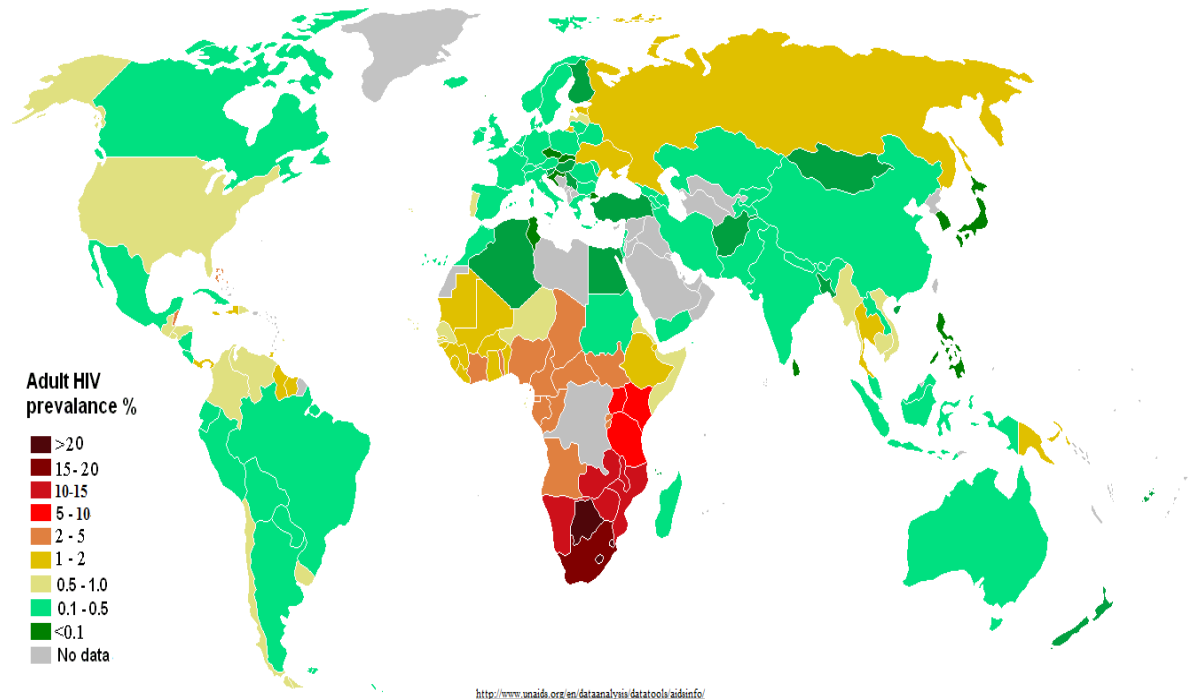 Adult HIV
prevalance %
>20
15 - 20
10-15
5 - 10
2 - 5
1 - 2
0.5 - 1.0
0.1 - 0.5
<0.1
No data
http://www.unaids.org/en/dataanalysis/datatools/aidsinfo/